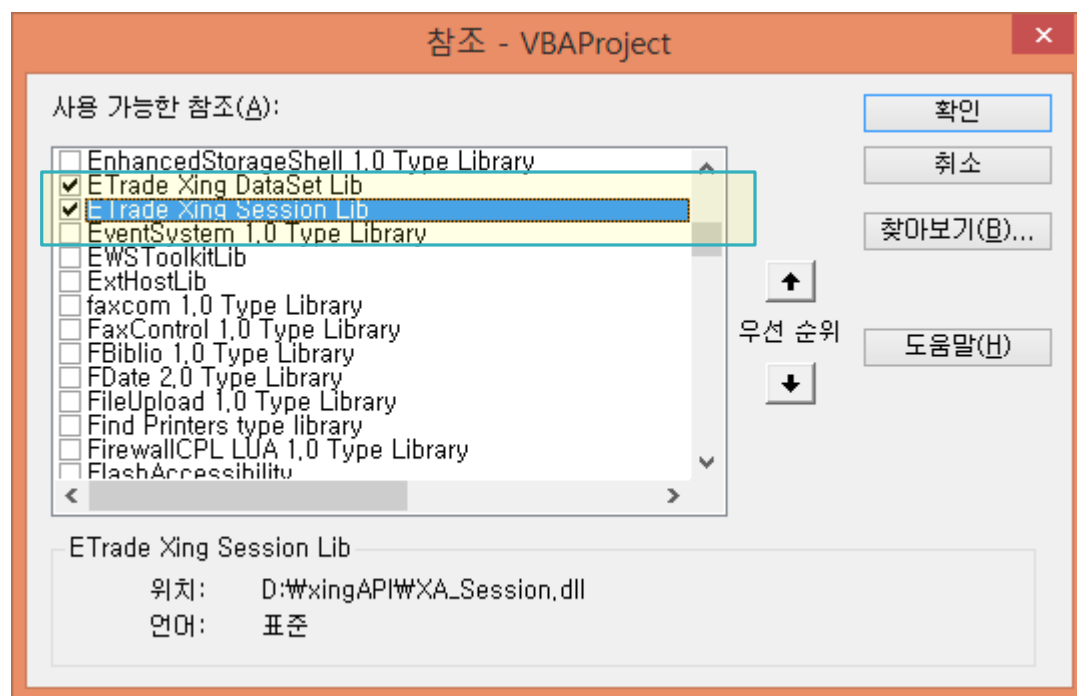 참조 - VBAProject
사용 가능한 참조(A):
EnhancedStorageShell 1.0 Type Library
ETrade Xing DataSet Lib
ETrade Xing Session Lib
EventSystem 1.0 Type Library
EWSToolkitLib
ExtHostLib
faxcom 1.0 Type Library
FaxControl 1.0 Type Library
FBiblio 1.0 Type Library
FDate 2.0 Type Library
FileUpload 1.0 Type Library
Find Printers type library
FirewallCPL LUA 1.0 Type Library
FlashAccessibility
확인
취소
찾아보기(B)...
우선 순위
도움말(H)
ETrade Xing Session Lib
위치: D:₩xingAPI₩XA_Session.dll
언어: 표준